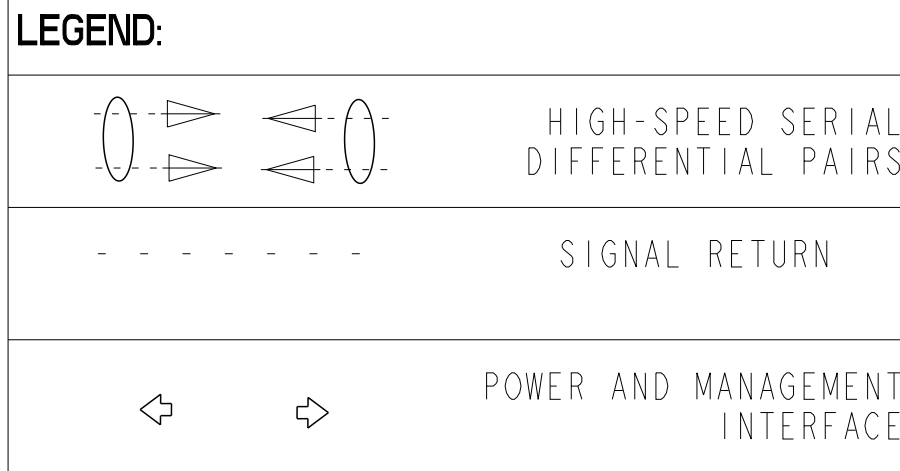 LEGEND:
HIGH-SPEED SERIAL
DIFFERENTIAL PAIRS
SIGNAL RETURN
POWER AND MANAGEMENT
INTERFACE